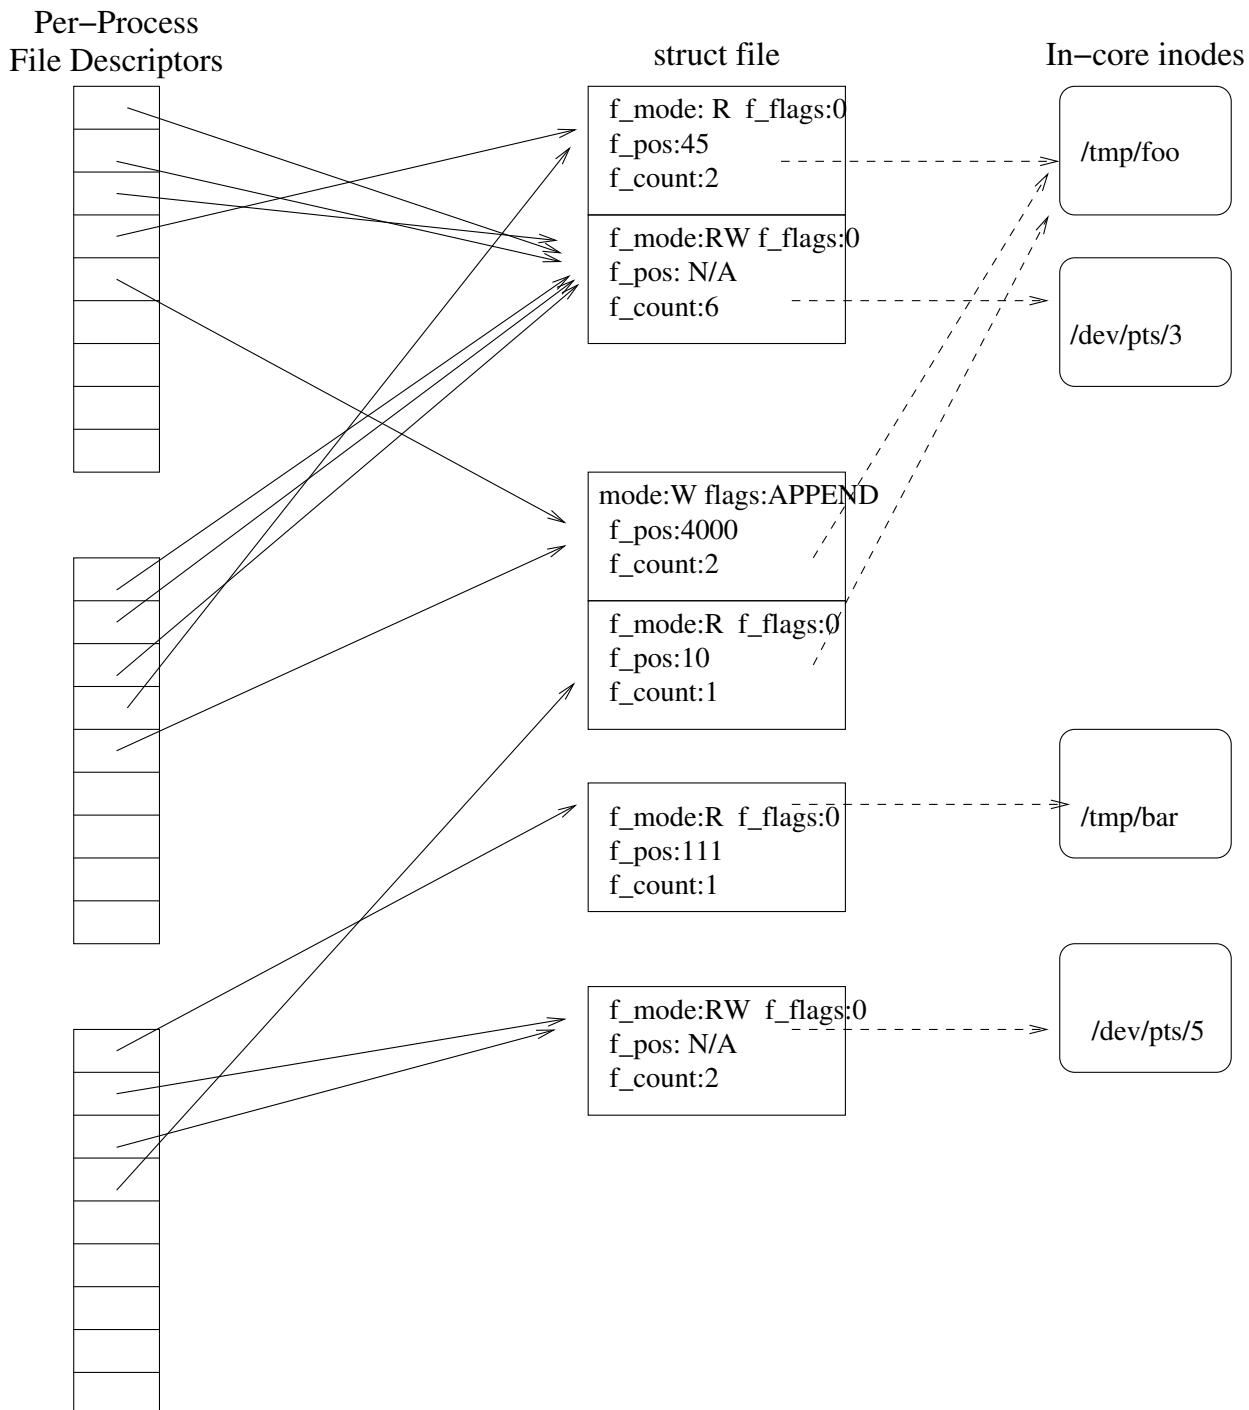 Per−Process
File Descriptors
struct file
In−core inodes
f_mode: R f_flags:0
f_pos:45
f_count:2
f_mode:RW f_flags:0
f_pos: N/A
f_count:6
mode:W flags:APPEND
f_pos:4000
f_count:2
f_mode:R f_flags:0
f_pos:10
f_count:1
f_mode:R f_flags:0
f_pos:111
f_count:1
f_mode:RW f_flags:0
f_pos: N/A
f_count:2
/tmp/foo
/dev/pts/3
/tmp/bar
/dev/pts/5